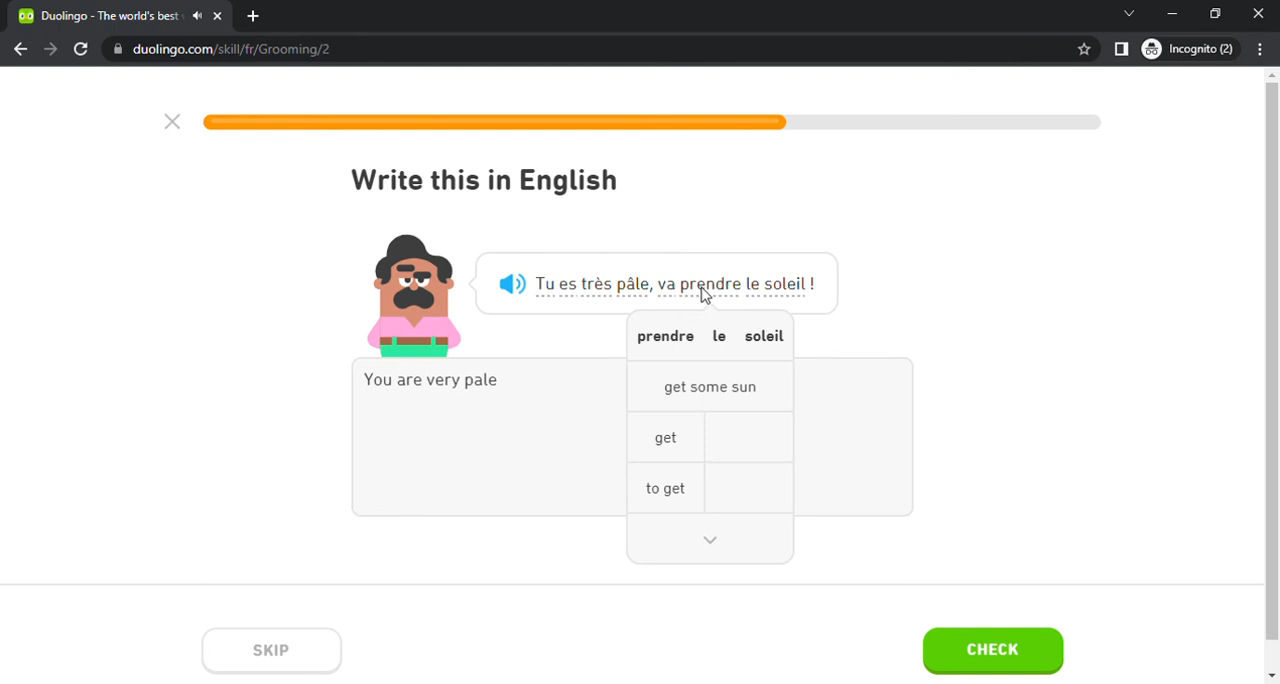 Duolingo - The world's best
duolingo.com/skill/fr/Grooming/2
Incognito (2)
Write this in English
Tu es très pâle, va prendre le soleil !
prendre le soleil
You are very pale
get some sun
get
to get
SKIP
CHECK